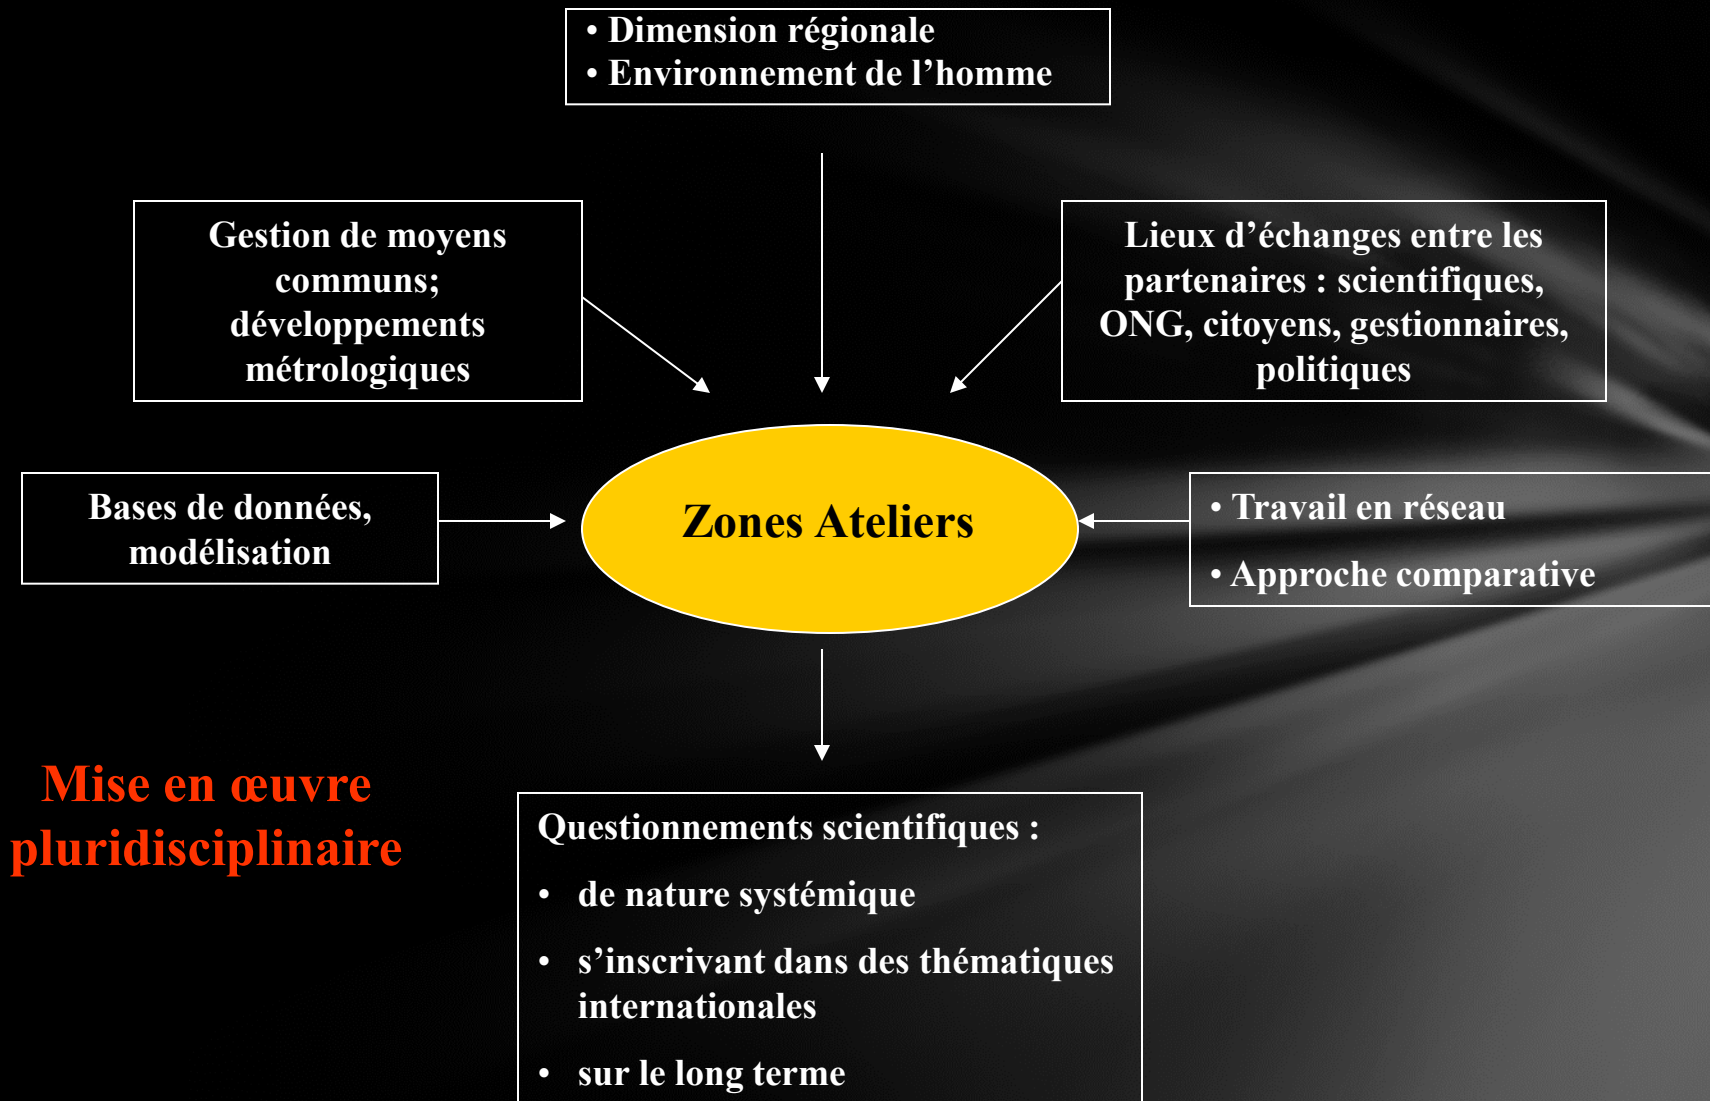 • Dimension régionale
• Environnement de l’homme
Gestion de moyens
communs;
développements
métrologiques
Lieux d’échanges entre les
partenaires : scientifiques,
ONG, citoyens, gestionnaires,
politiques
Bases de données,
modélisation
Zones Ateliers
• Travail en réseau
• Approche comparative
Mise en œuvre
pluridisciplinaire
Questionnements scientifiques :
• de nature systémique
• s’inscrivant dans des thématiques
internationales
• sur le long terme